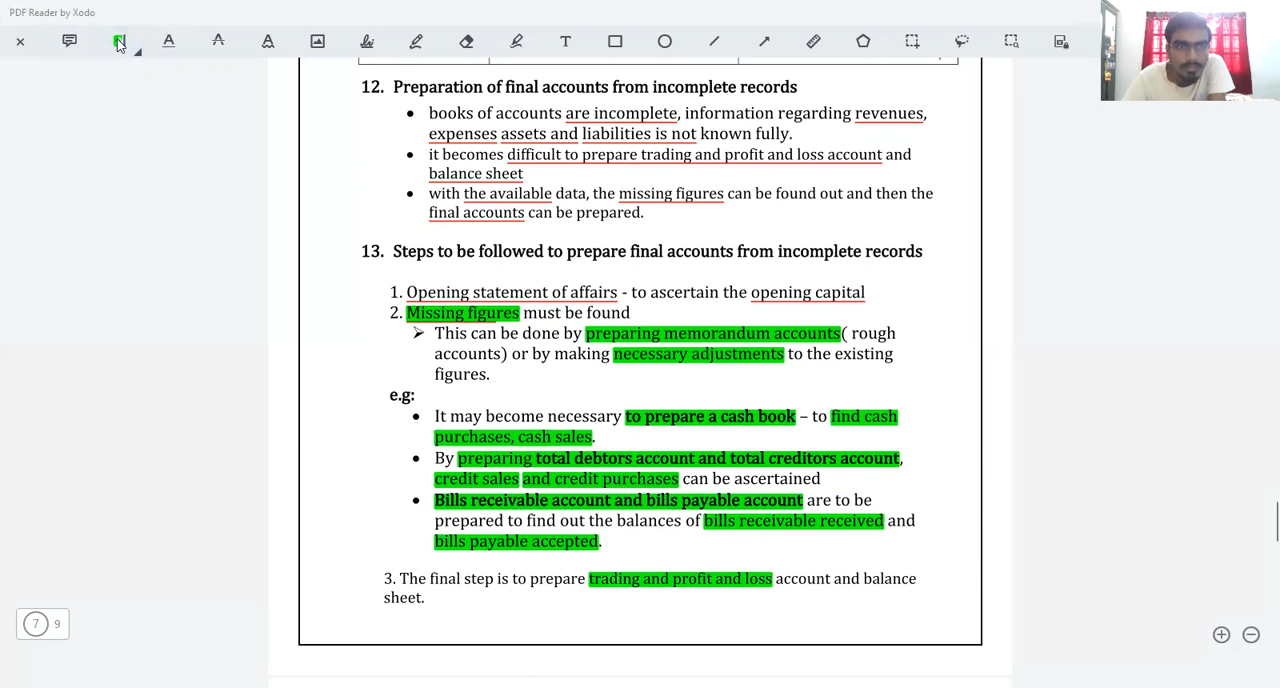 PDF Reader by Xodo
12. Preparation of final accounts from incomplete records
• books of accounts are incomplete, information regarding revenues,
expenses assets and liabilities is not known fully.
• it becomes difficult to prepare trading and profit and loss account and
balance sheet
• with the available data, the missing figures can be found out and then the
final accounts can be prepared.
13. Steps to be followed to prepare final accounts from incomplete records
1. Opening statement of affairs - to ascertain the opening capital
2. Missing figures must be found
➢ This can be done by preparing memorandum accounts( rough
accounts) or by making necessary adjustments to the existing
figures.
e.g:
• It may become necessary to prepare a cash book – to find cash
purchases, cash sales.
• By preparing total debtors account and total creditors account,
credit sales and credit purchases can be ascertained
• Bills receivable account and bills payable account are to be
prepared to find out the balances of bills receivable received and
bills payable accepted.
3. The final step is to prepare trading and profit and loss account and balance
sheet.
7 9